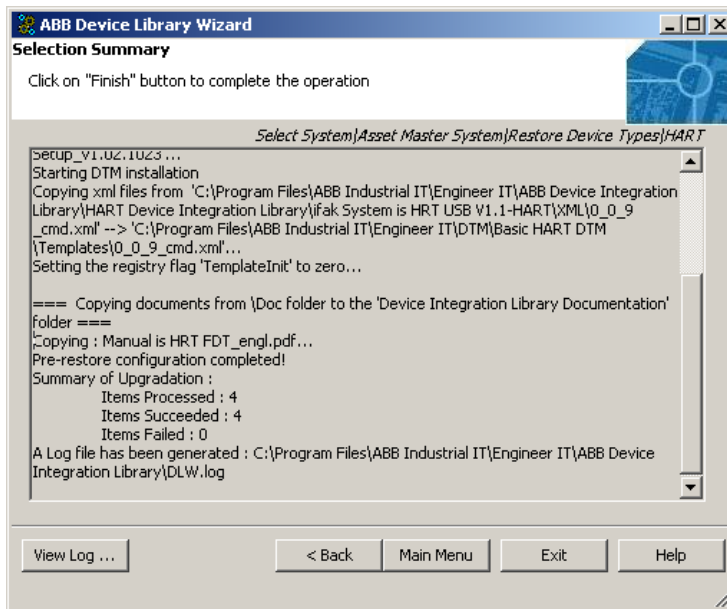 ABB Device Library Wizard
Selection Summary
Click on "Finish" button to complete the operation
Select System|Asset Master System|Restore Device Types|HART
Setup_v1.02.1023 ...
Starting DTM installation
Copying xml files from 'C:\Program Files\ABB Industrial IT\Engineer IT\ABB Device Integration
Library\HART Device Integration Library\ifak System is HRT USB V1.1-HART\XML\0_0_9
_cmd.xml' --> 'C:\Program Files\ABB Industrial IT\Engineer IT\DTM\Basic HART DTM
\Templates\0_0_9_cmd.xml'...
Setting the registry flag 'TemplateInit' to zero...
=== Copying documents from \Doc folder to the 'Device Integration Library Documentation'
folder ===
Copying : Manual is HRT FDT_engl.pdf...
Pre-restore configuration completed!
Summary of Upgradation :
Items Processed : 4
Items Succeeded : 4
Items Failed : 0
A Log file has been generated : C:\Program Files\ABB Industrial IT\Engineer IT\ABB Device
Integration Library\DLW.log
View Log ...
< Back
Main Menu
Exit
Help